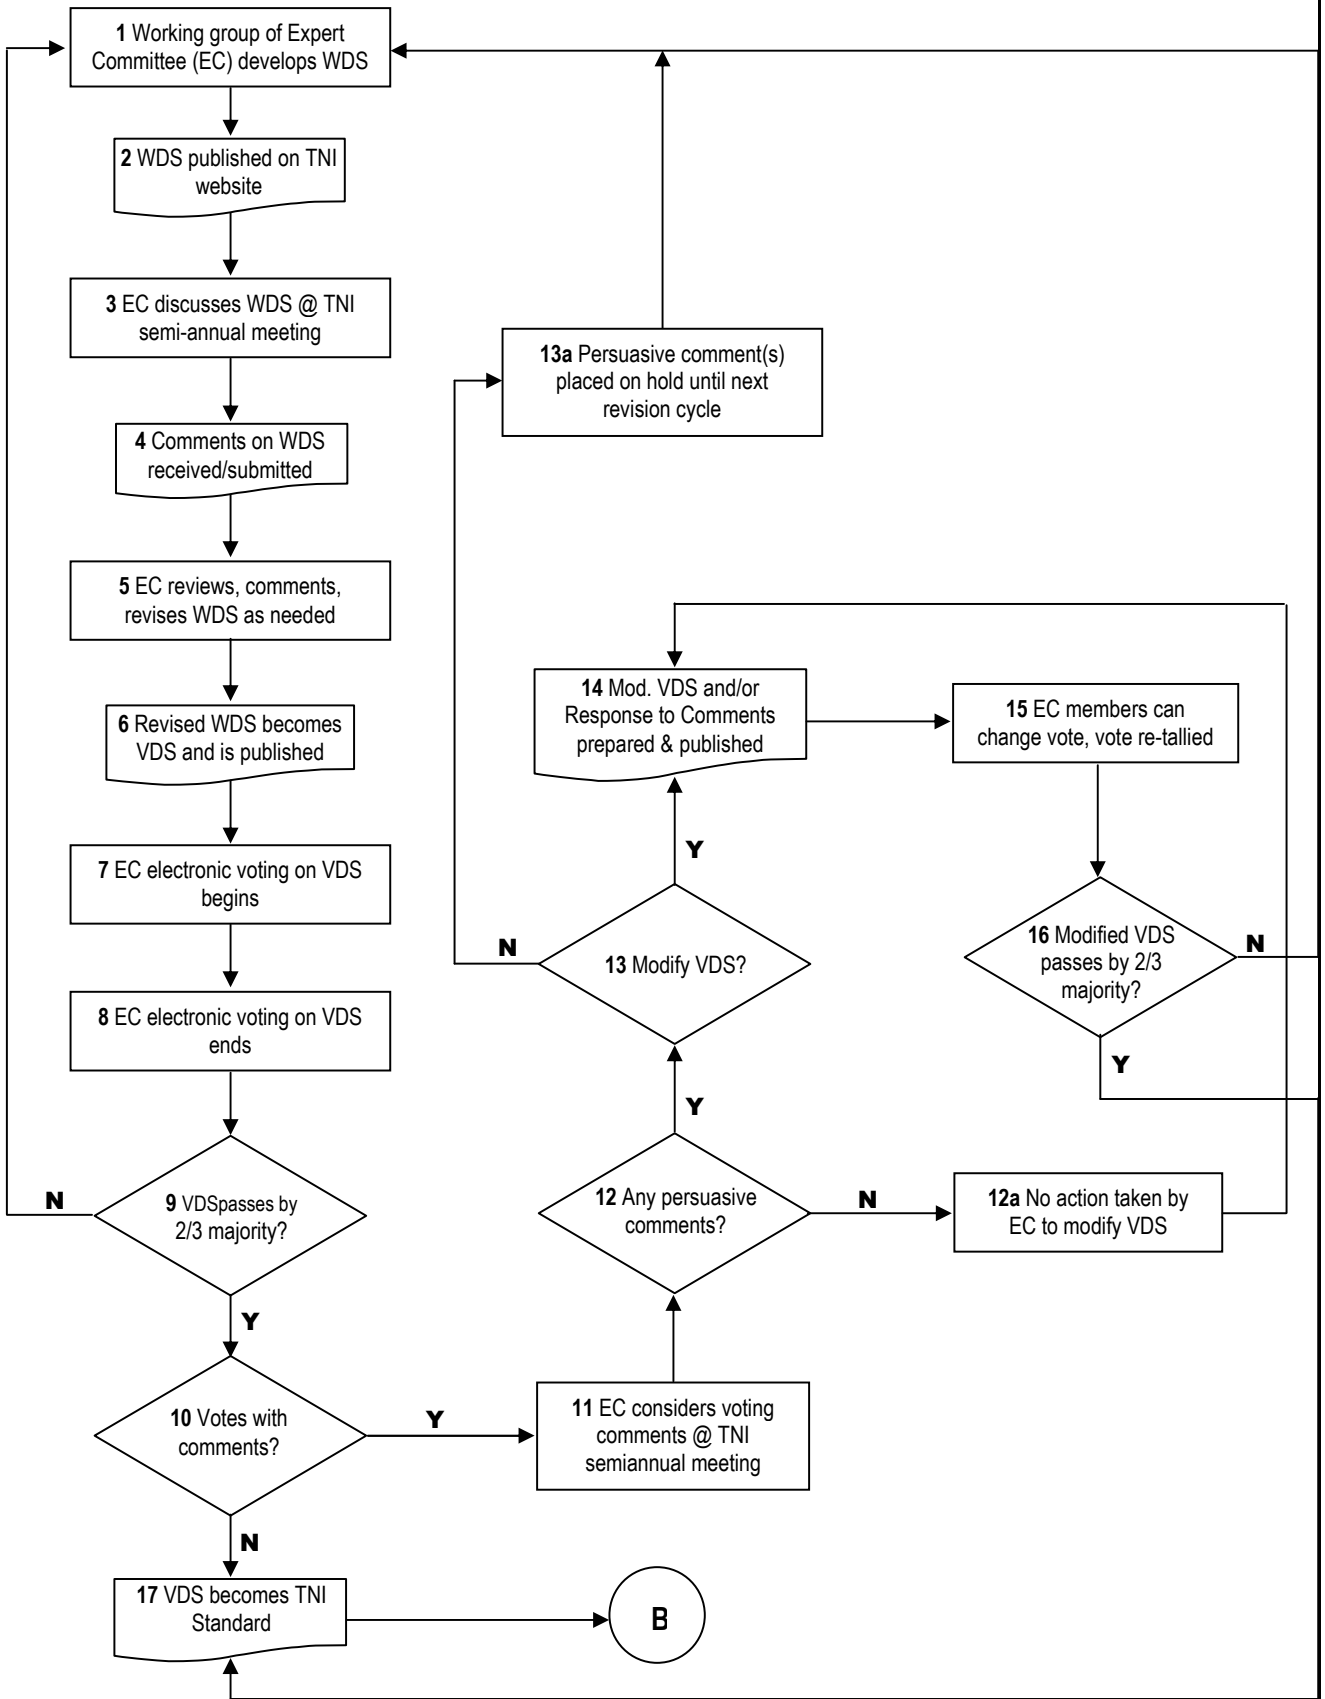 1 Working group of Expert
Committee (EC) develops WDS
2 WDS published on TNI
website
3 EC discusses WDS @ TNI
semi-annual meeting
4 Comments on WDS
received/submitted
5 EC reviews, comments,
revises WDS as needed
6 Revised WDS becomes
VDS and is published
7 EC electronic voting on VDS
begins
8 EC electronic voting on VDS
ends
N
9 VDSpasses by
2/3 majority?
Y
10 Votes with
comments?
Y
N
17 VDS becomes TNI
Standard
B
11 EC considers voting
comments @ TNI
semiannual meeting
12 Any persuasive
comments?
N
12a No action taken by
EC to modify VDS
Y
13 Modify VDS?
N
13a Persuasive comment(s)
placed on hold until next
revision cycle
Y
14 Mod. VDS and/or
Response to Comments
prepared & published
15 EC members can
change vote, vote re-tallied
16 Modified VDS
passes by 2/3
majority?
N
Y